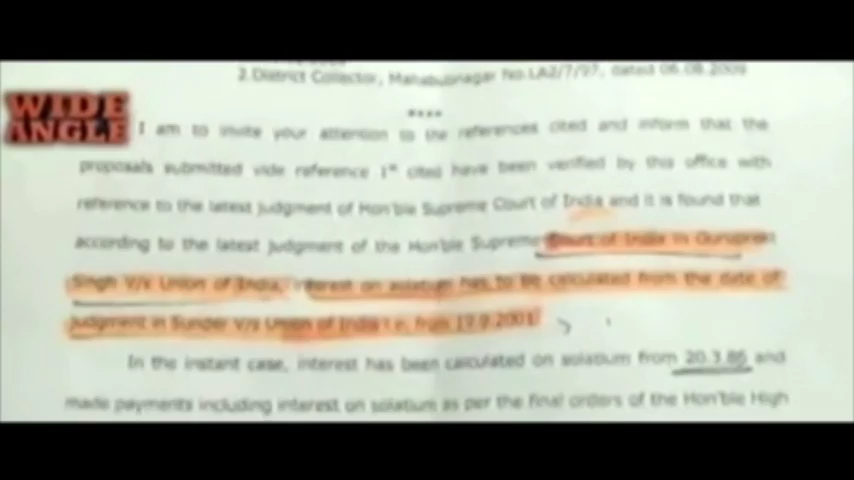 2.District Collector, Mahabubnagar No.LA2/7/97, dated 06.08.2009
****
WIDE
ANGLE
I am to invite your attention to the references cited and inform that the
proposals submitted vide reference 1st cited have been verified by this office with
reference to the latest judgment of Hon'ble Supreme Court of India and it is found that
according to the latest judgment of the Hon'ble Supreme Court of India in Gurupreet
Singh V/s Union of India, interest on solatium has to be calculated from the date of
judgment in Sunder V/s Union of India i.e. from 19.9.2001
In the instant case, interest has been calculated on solatium from 20.3.86 and
made payments including interest on solatium as per the final orders of the Hon'ble High